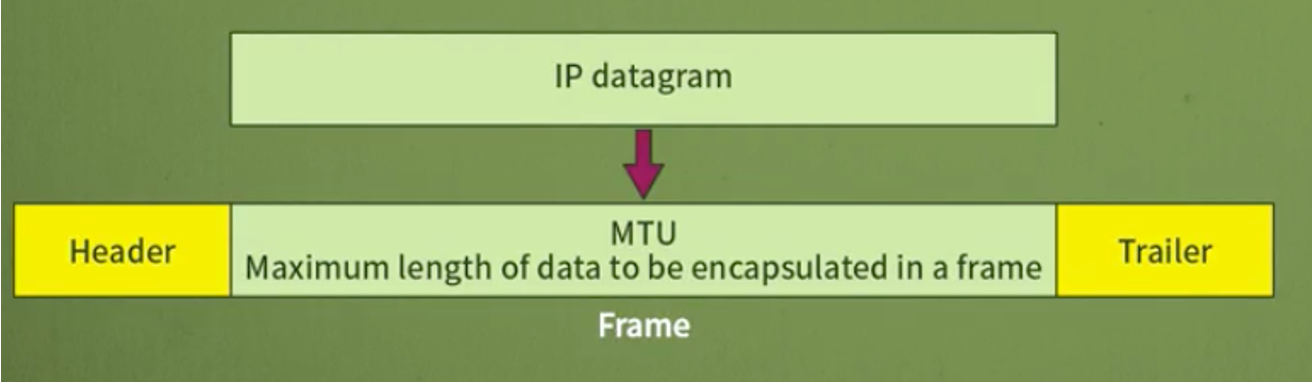 IP datagram
Header
MTU
Maximum length of data to be encapsulated in a frame
Trailer
Frame